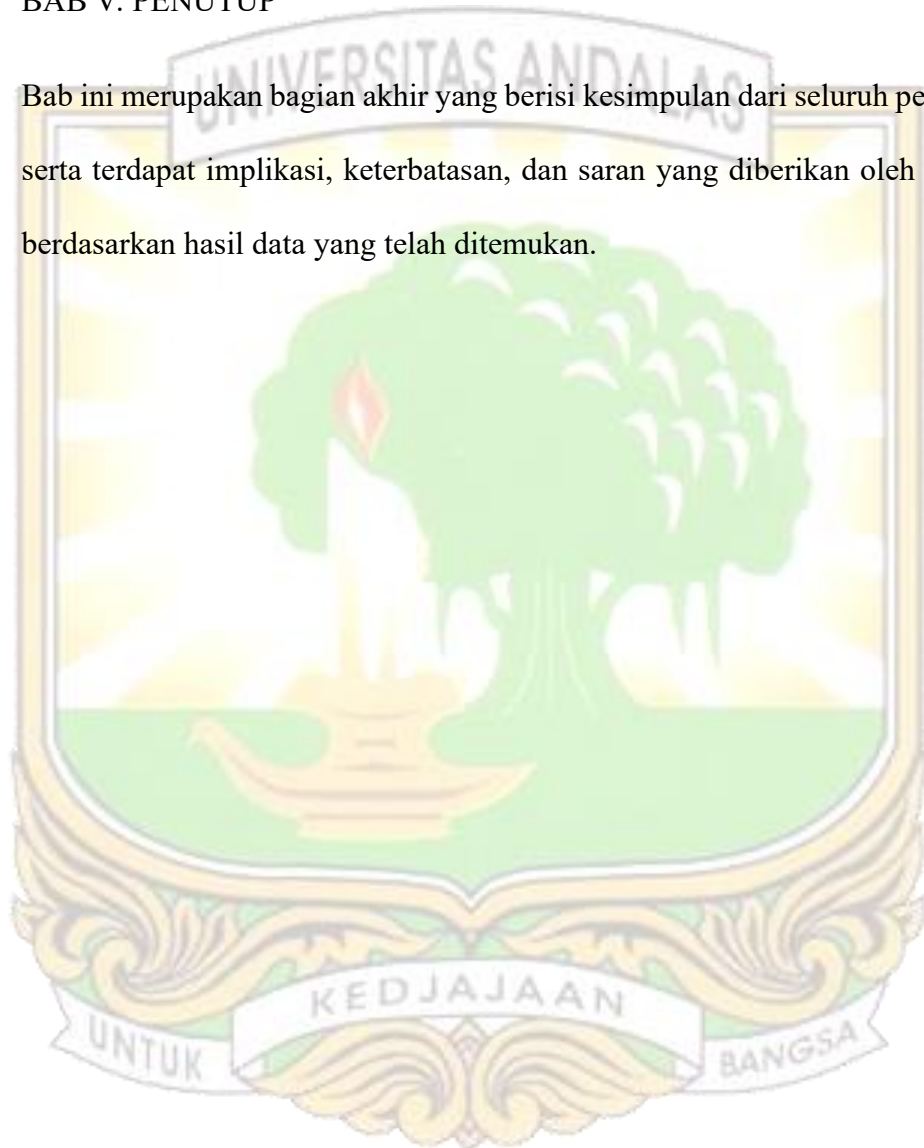 BAB V. PENUTUP
UNIVERSITAS ANDALAS
Bab ini merupakan bagian akhir yang berisi kesimpulan dari seluruh
serta terdapat implikasi, keterbatasan, dan saran yang diberikan oleh
berdasarkan hasil data yang telah ditemukan.
KEDJAJAAN
UNTUK
BANGSA